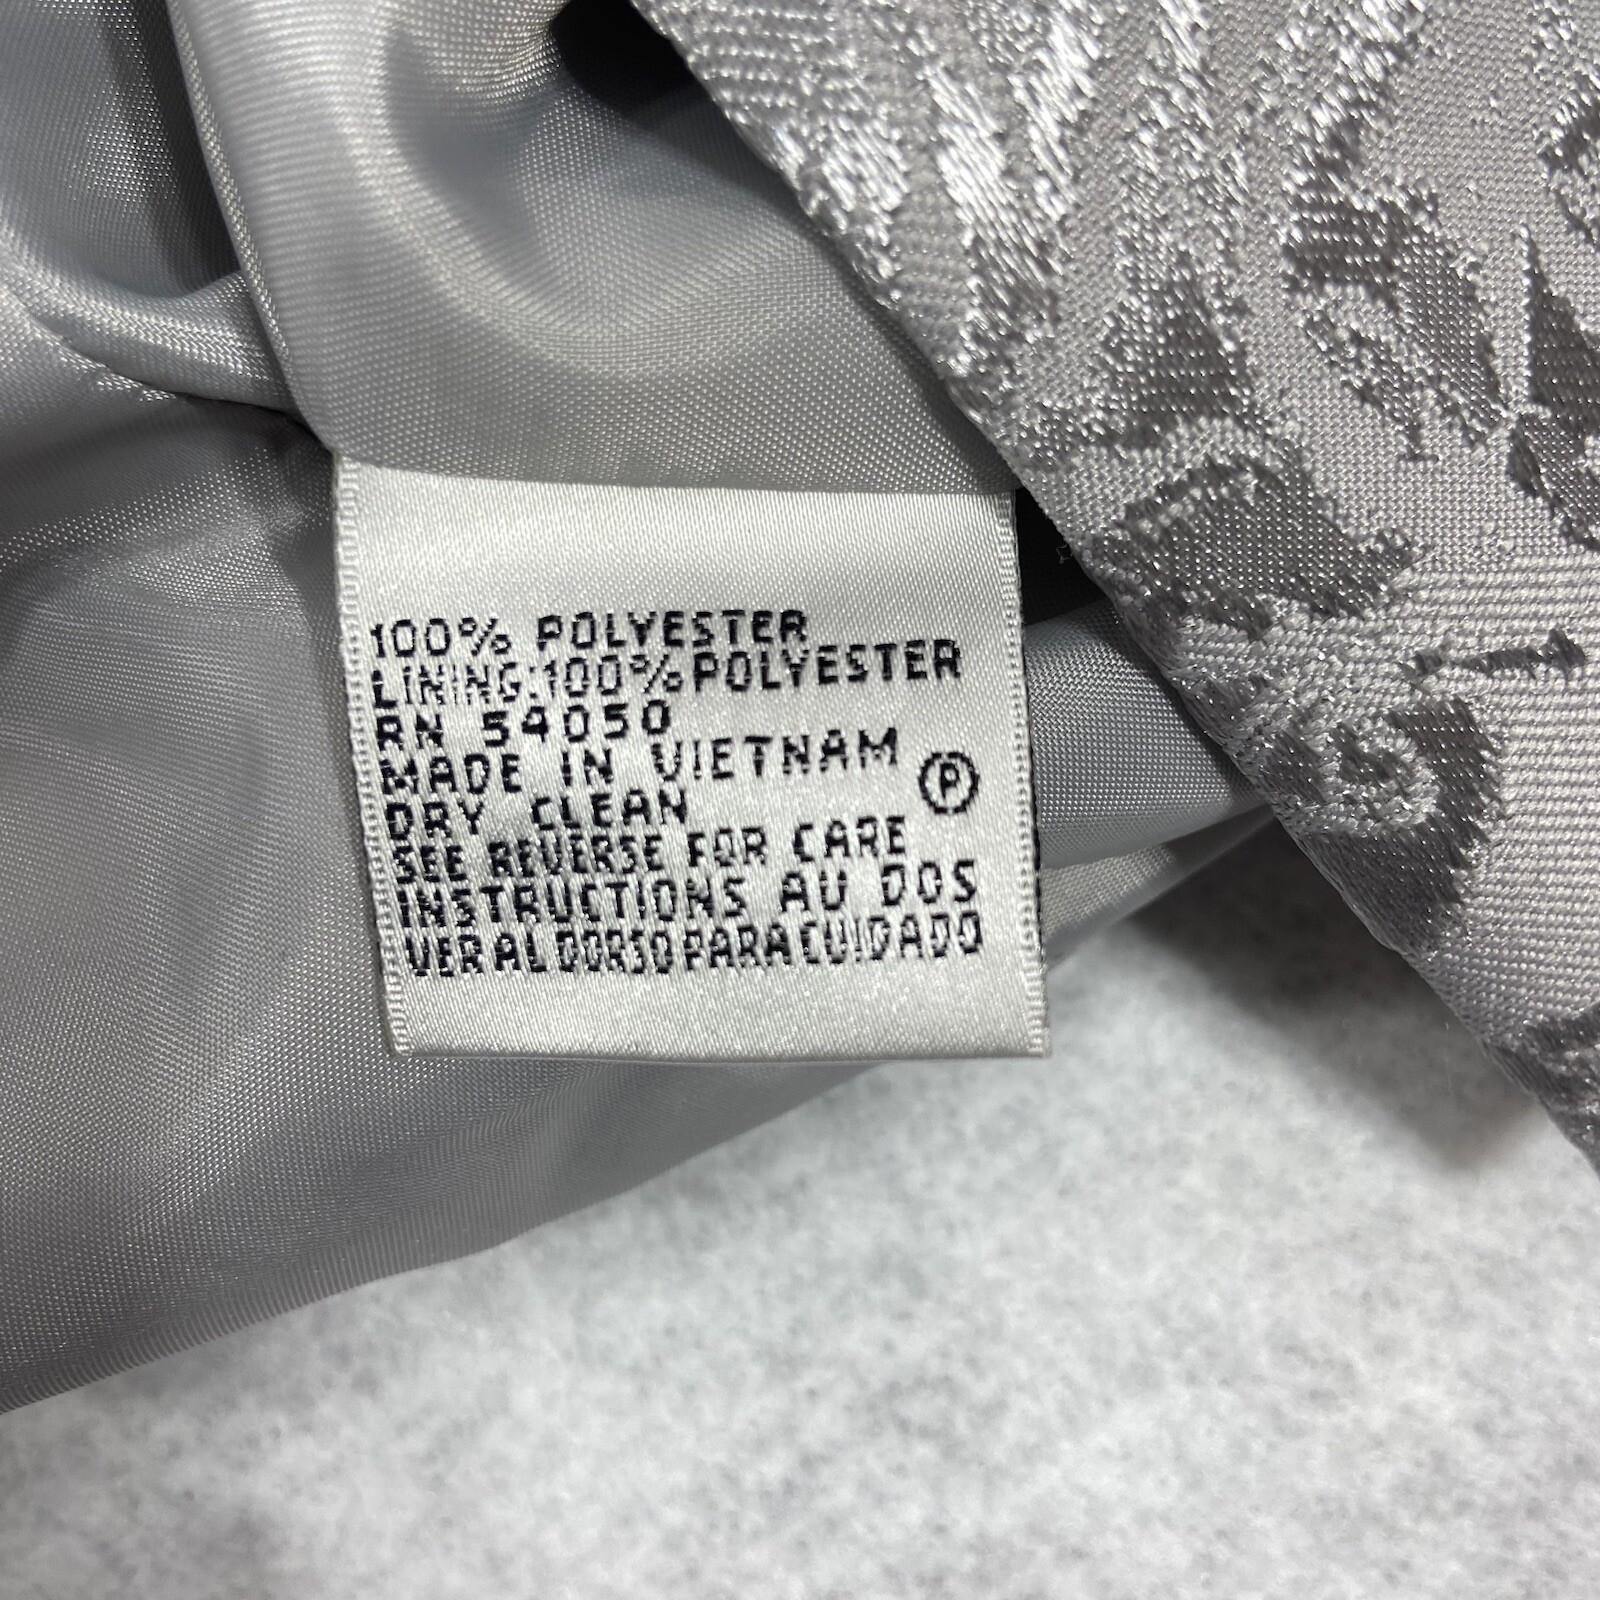 100% POLYESTER
LINING:100%POLYESTER
RN 54050
MADE IN VIETNAM
DRY CLEAN Ⓟ
SEE REVERSE FOR CARE
INSTRUCTIONS AU DOS
VER AL DORSO PARA CUIDADO